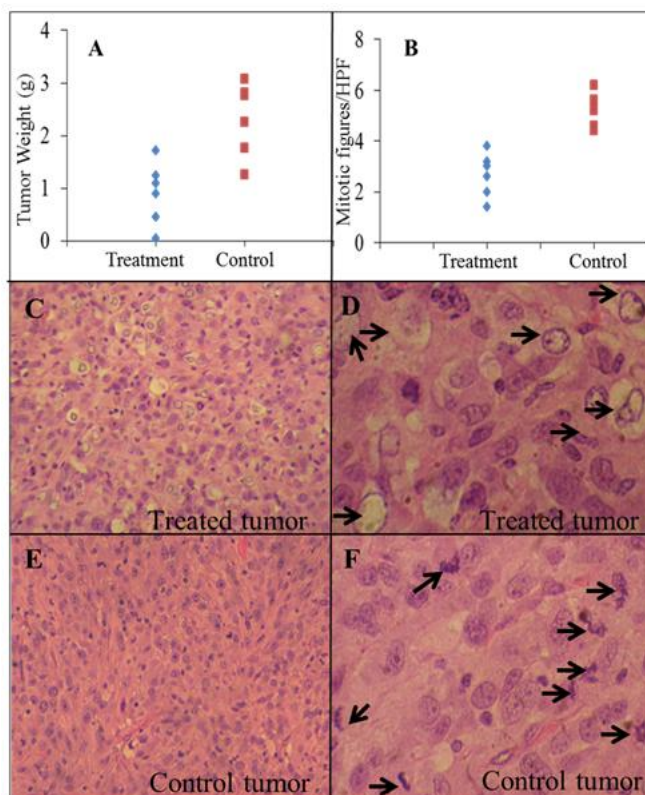 A
Tumor Weight (g)
3
2
1
0
Treatment
Control
B
Mitotic figures/HPF
8
6
4
2
0
Treatment
Control
C
Treated tumor
D
Treated tumor
E
Control tumor
F
Control tumor